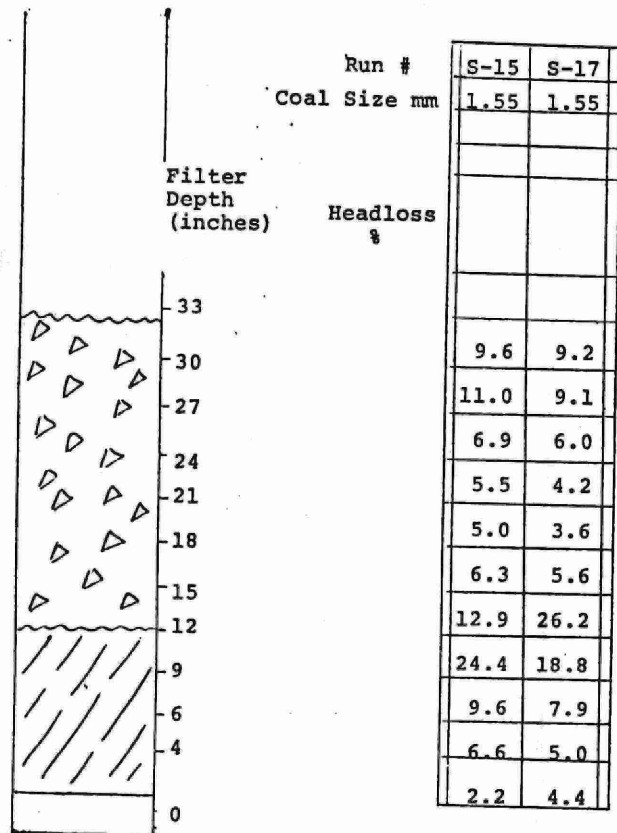 Run # S-15 S-17
Coal Size mm 1.55 1.55
Filter
Depth
(inches)
Headloss
%
33
30 9.6 9.2
27 11.0 9.1
24 6.9 6.0
21 5.5 4.2
18 5.0 3.6
15 6.3 5.6
12 12.9 26.2
9 24.4 18.8
6 9.6 7.9
4 6.6 5.0
0 2.2 4.4